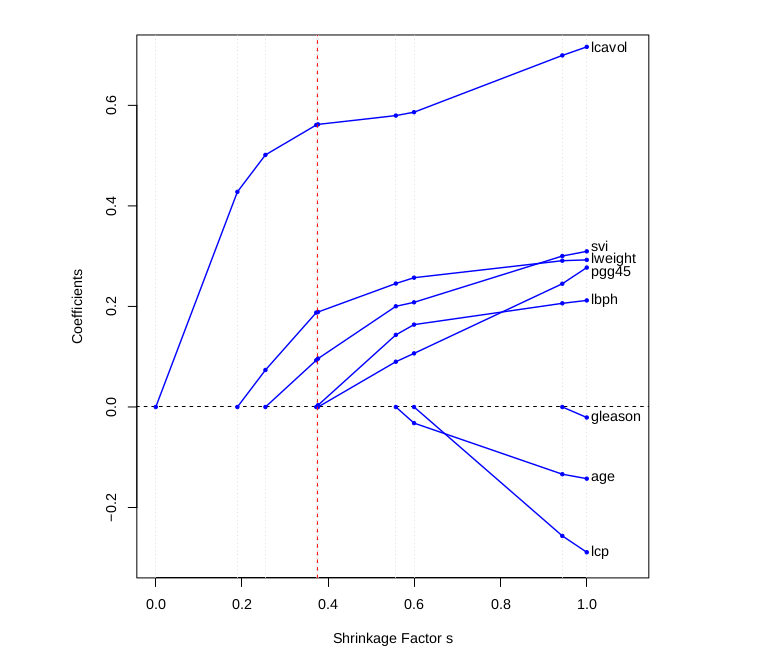 lcavol
0.6
0.4
svi
lweight
pgg45
lbph
0.2
Coefficients
0.0
gleason
age
−0.2
lcp
0.0 0.2 0.4 0.6 0.8 1.0
Shrinkage Factor s